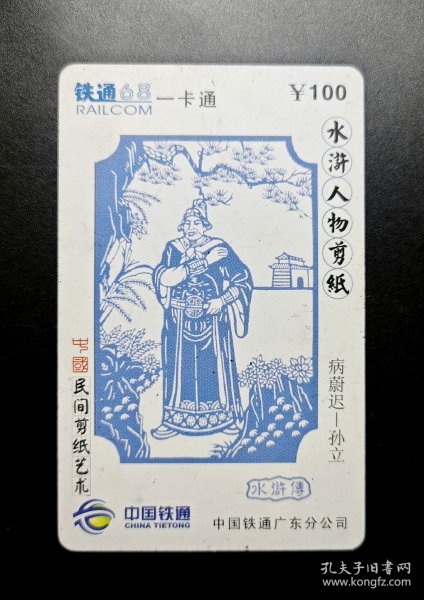 铁通68一卡通
RAILCOM
￥100
水浒人物剪纸
病蔚迟—孙立
中國民间剪纸艺术
水浒傳
中国铁通
CHINA TIETONG
中国铁通广东分公司
孔夫子旧书网
www.kongfz.com